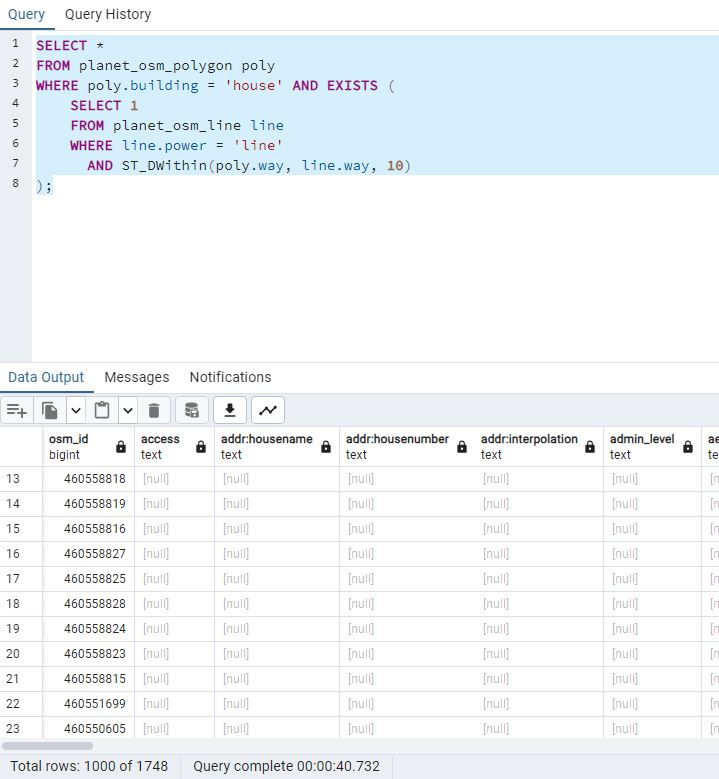 Query Query History
1 SELECT *
2 FROM planet_osm_polygon poly
3 WHERE poly.building = 'house' AND EXISTS (
4 SELECT 1
5 FROM planet_osm_line line
6 WHERE line.power = 'line'
7 AND ST_DWithin(poly.way, line.way, 10)
8 );
Data Output Messages Notifications
osm_id access addr:housename addr:housenumber addr:interpolation admin_level ae
bigint text text text text text te
13 460558818 [null] [null] [null] [null] [null] [n
14 460558819 [null] [null] [null] [null] [null] [n
15 460558816 [null] [null] [null] [null] [null] [n
16 460558827 [null] [null] [null] [null] [null] [n
17 460558825 [null] [null] [null] [null] [null] [n
18 460558828 [null] [null] [null] [null] [null] [n
19 460558824 [null] [null] [null] [null] [null] [n
20 460558823 [null] [null] [null] [null] [null] [n
21 460558815 [null] [null] [null] [null] [null] [n
22 460551699 [null] [null] [null] [null] [null] [n
23 460550605 [null] [null] [null] [null] [null] [n
Total rows: 1000 of 1748 Query complete 00:00:40.732